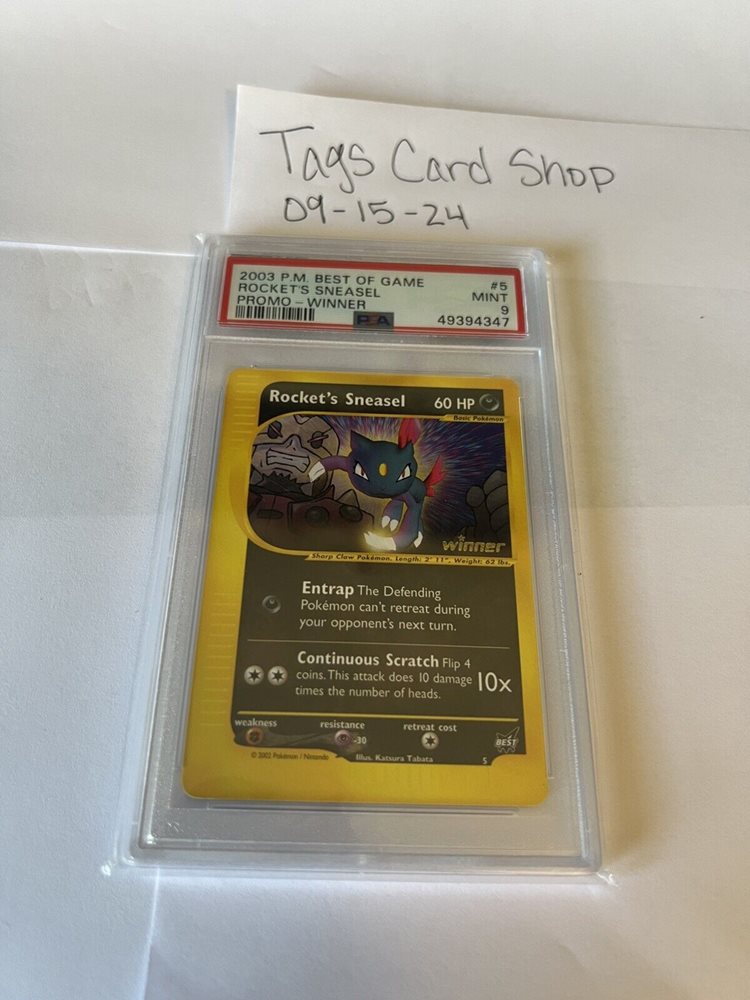 Tags Card Shop
09-15-24
2003 P.M. BEST OF GAME #5
ROCKET'S SNEASEL MINT
PROMO - WINNER 9
PSA 49394347
Rocket's Sneasel 60 HP
Basic Pokémon
winner
Sharp Claw Pokémon. Length: 2' 11", Weight: 62 lbs.
Entrap The Defending
Pokémon can't retreat during
your opponent's next turn.
Continuous Scratch Flip 4
coins. This attack does 10 damage 10x
times the number of heads.
weakness resistance retreat cost
-30
BEST
© 2002 Pokémon / Nintendo Illus. Katsura Tabata 5